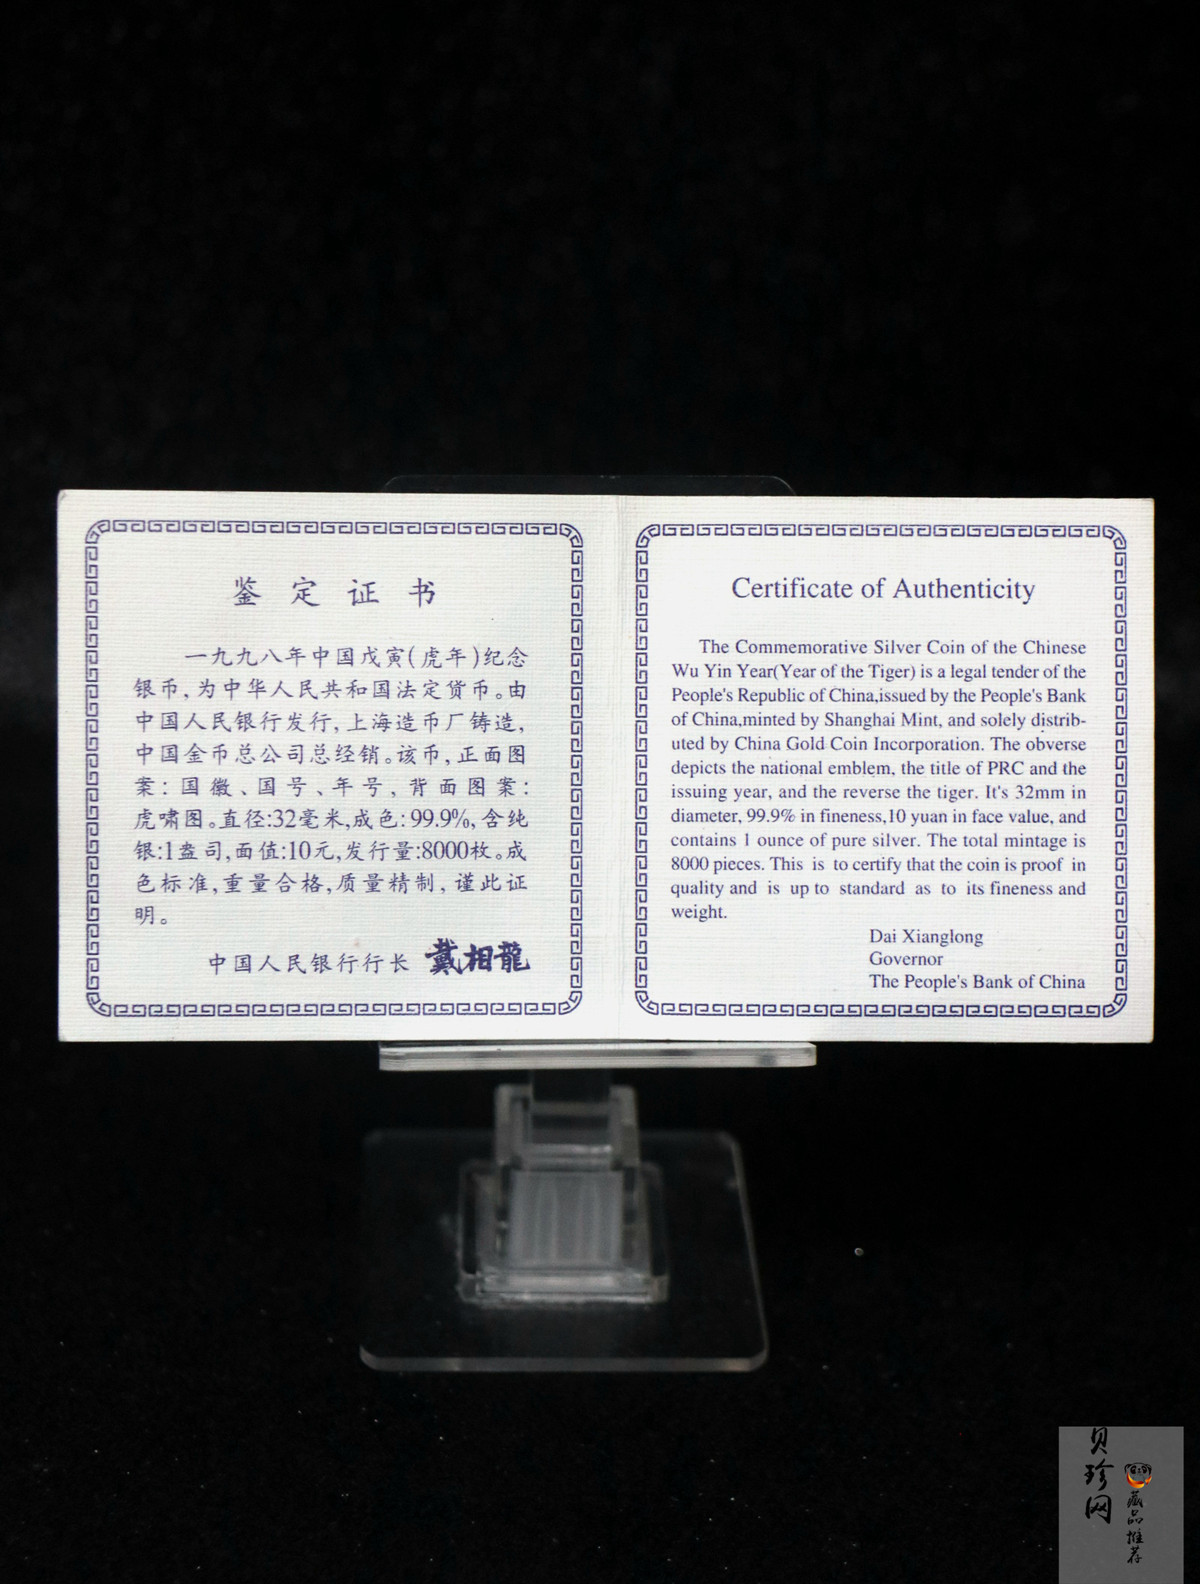 鉴定证书
一九九八年中国戊寅(虎年)纪念
银币,为中华人民共和国法定货币。由
中国人民银行发行,上海造币厂铸造,
中国金币总公司总经销。该币,正面图
案:国徽、国号、年号,背面图案:
虎啸图。直径:32毫米,成色:99.9%,含纯
银:1盎司,面值:10元,发行量:8000枚。成
色标准,重量合格,质量精制,谨此证
明。
中国人民银行行长 戴相龍
Certificate of Authenticity
The Commemorative Silver Coin of the Chinese
Wu Yin Year(Year of the Tiger) is a legal tender of the
People's Republic of China,issued by the People's Bank
of China,minted by Shanghai Mint, and solely distrib-
uted by China Gold Coin Incorporation. The obverse
depicts the national emblem, the title of PRC and the
issuing year, and the reverse the tiger. It's 32mm in
diameter, 99.9% in fineness,10 yuan in face value, and
contains 1 ounce of pure silver. The total mintage is
8000 pieces. This is to certify that the coin is proof in
quality and is up to standard as to its fineness and
weight.
Dai Xianglong
Governor
The People's Bank of China
贝珍网
藏品推荐